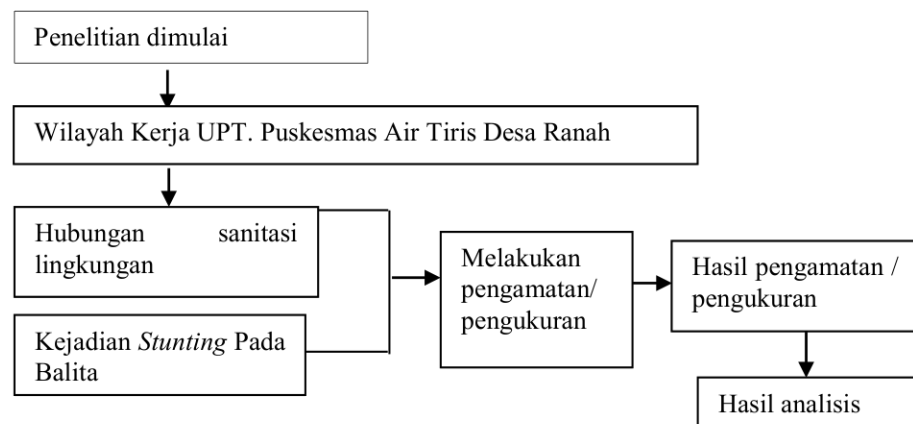 Penelitian dimulai
Wilayah Kerja UPT. Puskesmas Air Tiris Desa Ranah
Hubungan sanitasi
lingkungan
Kejadian Stunting Pada
Balita
Melakukan
pengamatan/
pengukuran
Hasil pengamatan /
pengukuran
Hasil analisis